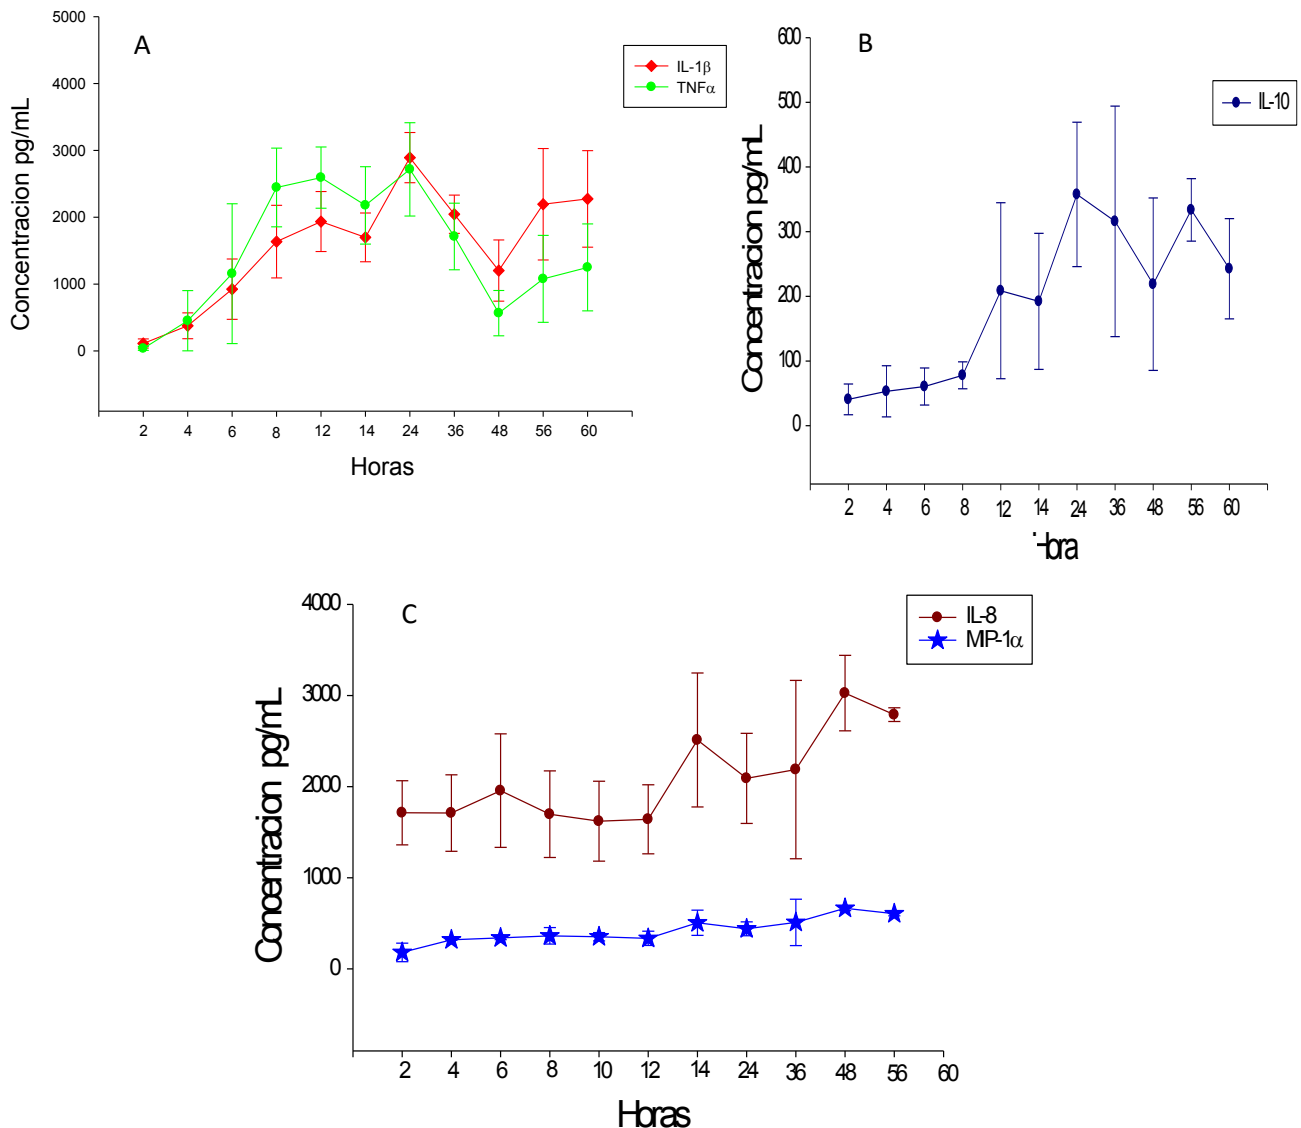 A
5000
4000
3000
2000
1000
0
Concentracion pg/mL
IL-1β
TNFα
2 4 6 8 12 14 24 36 48 56 60
Horas
B
600
500
400
300
200
100
0
Concentracion pg/mL
IL-10
2 4 6 8 12 14 24 36 48 56 60
Hora
C
4000
3000
2000
1000
0
Concentracion pg/mL
IL-8
MIP-1α
2 4 6 8 10 12 14 24 36 48 56 60
Horas